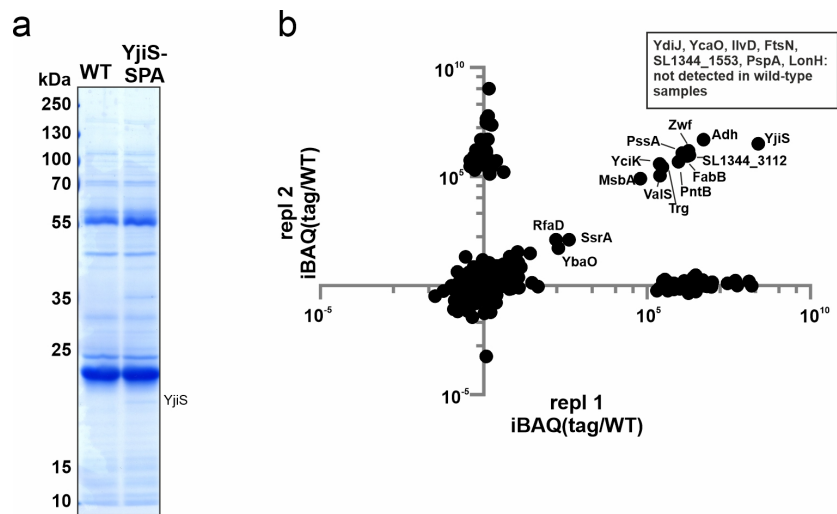 a
kDa
WT
YjiS-
SPA
250
130
100
70
55
35
25
15
10
YjiS
b
YdiJ, YcaO, IlvD, FtsN,
SL1344_1553, PspA, LonH:
not detected in wild-type
samples
10^10
10^5
10^-5
10^-5
10^5
10^10
repl 2
iBAQ(tag/WT)
repl 1
iBAQ(tag/WT)
Zwf
Adh
YjiS
PssA
SL1344_3112
YciK
FabB
MsbA
PntB
ValS
Trg
RfaD
SsrA
YbaO